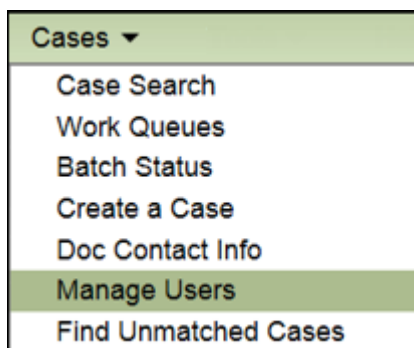 Cases
Case Search
Work Queues
Batch Status
Create a Case
Doc Contact Info
Manage Users
Find Unmatched Cases